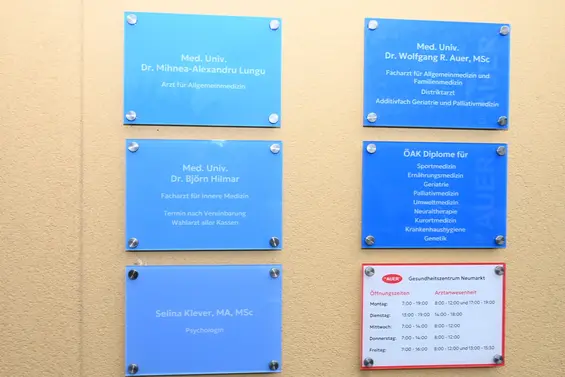 Med. Univ.
Dr. Mihnea-Alexandru Lungu
Arzt für Allgemeinmedizin
Med. Univ.
Dr. Wolfgang R. Auer, MSc
Facharzt für Allgemeinmedizin und
Familienmedizin
Distriktarzt
Additivfach Geriatrie und Palliativmedizin
Med. Univ.
Dr. Björn Hilmar
Facharzt für Innere Medizin
Termin nach Vereinbarung
Wahlarzt aller Kassen
ÖAK Diplome für
Sportmedizin
Ernährungsmedizin
Geriatrie
Palliativmedizin
Umweltmedizin
Neuraltherapie
Kurortmedizin
Krankenhaushygiene
Genetik
Selina Klever, MA, MSc
Psychologin
AUER Gesundheitszentrum Neumarkt
Öffnungszeiten Arztanwesenheit
Montag: 7:00 - 19:00 8:00 - 12:00 und 17:00 - 19:00
Dienstag: 13:00 - 19:00 14:00 - 18:00
Mittwoch: 7:00 - 14:00 8:00 - 12:00
Donnerstag: 7:00 - 14:00 8:00 - 12:00
Freitag: 7:00 - 16:00 8:00 - 12:00 und 13:00 - 15:30